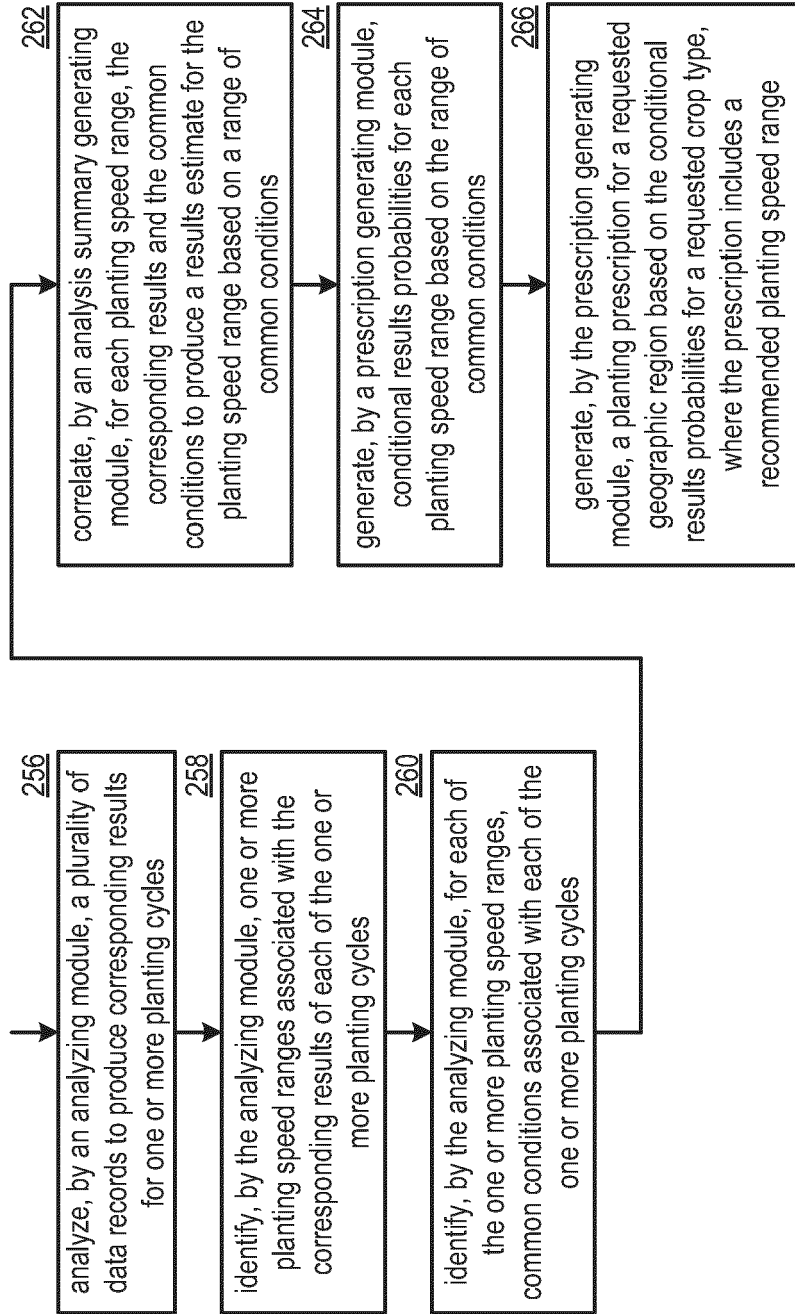 256
analyze, by an analyzing module, a plurality of
data records to produce corresponding results
for one or more planting cycles
258
identify, by the analyzing module, one or more
planting speed ranges associated with the
corresponding results of each of the one or
more planting cycles
260
identify, by the analyzing module, for each of
the one or more planting speed ranges,
common conditions associated with each of the
one or more planting cycles
262
correlate, by an analysis summary generating
module, for each planting speed range, the
corresponding results and the common
conditions to produce a results estimate for the
planting speed range based on a range of
common conditions
264
generate, by a prescription generating module,
conditional results probabilities for each
planting speed range based on the range of
common conditions
266
generate, by the prescription generating
module, a planting prescription for a requested
geographic region based on the conditional
results probabilities for a requested crop type,
where the prescription includes a
recommended planting speed range